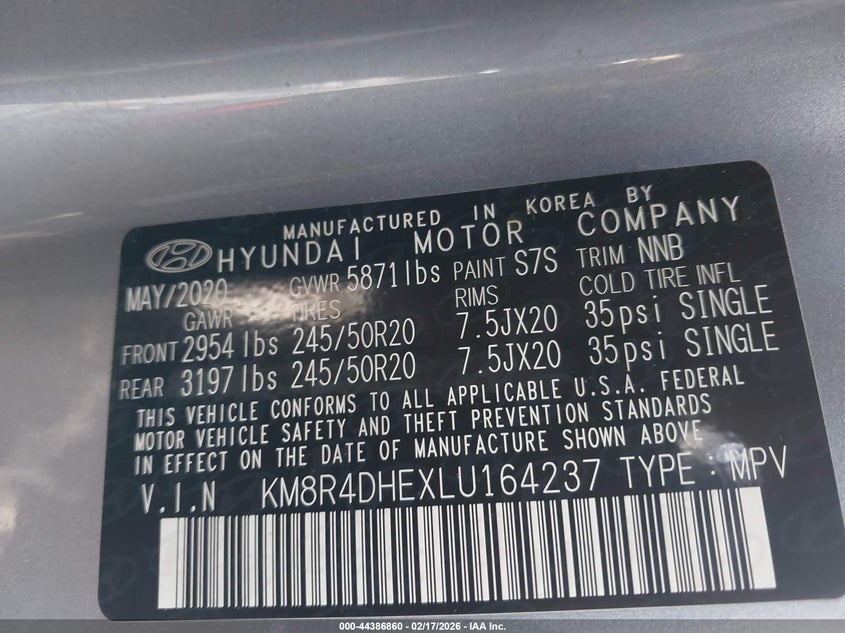 MANUFACTURED IN KOREA BY
HYUNDAI MOTOR COMPANY
MAY/2020 GVWR 5871lbs PAINT S7S TRIM NNB
GAWR TIRES RIMS COLD TIRE INFL
FRONT 2954 lbs 245/50R20 7.5JX20 35psi SINGLE
REAR 3197 lbs 245/50R20 7.5JX20 35psi SINGLE
THIS VEHICLE CONFORMS TO ALL APPLICABLE U.S.A. FEDERAL
MOTOR VEHICLE SAFETY AND THEFT PREVENTION STANDARDS
IN EFFECT ON THE DATE OF MANUFACTURE SHOWN ABOVE
V.I.N KM8R4DHEXLU164237 TYPE : MPV
000-44386860 - 02/17/2026 - IAA Inc.